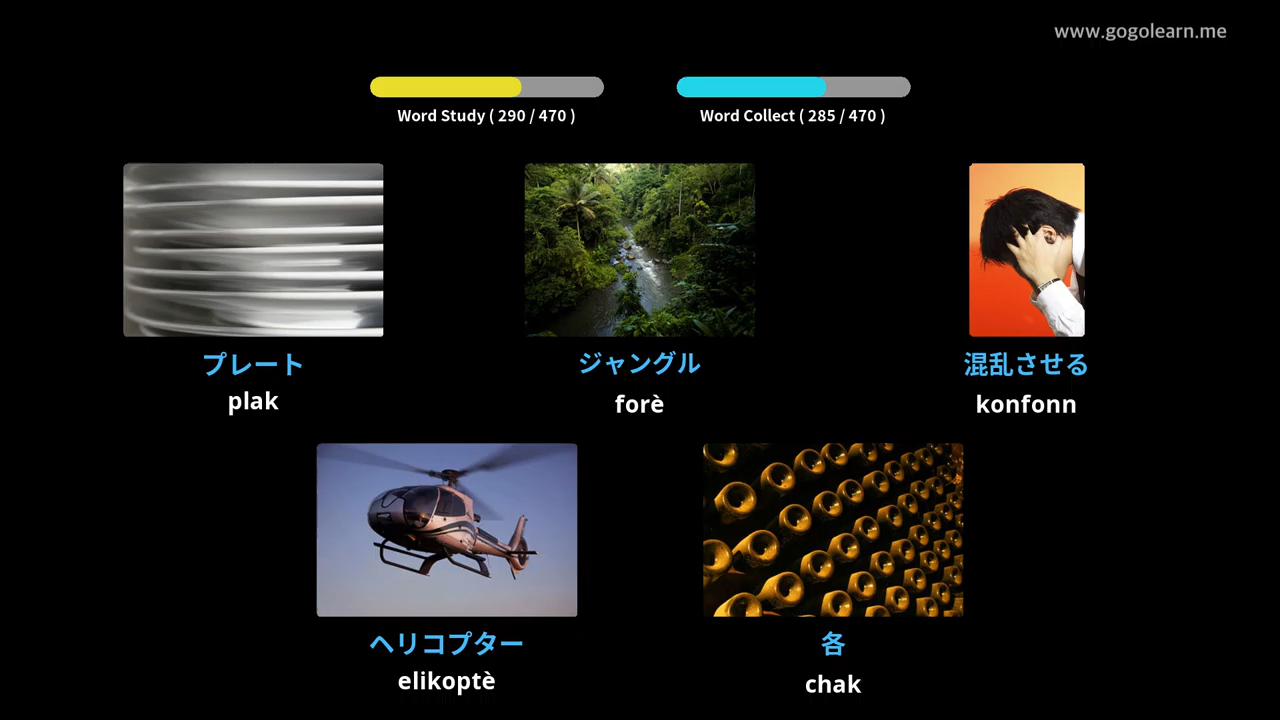 www.gogolearn.me
Word Study ( 290 / 470 )
Word Collect ( 285 / 470 )
プレート
plak
ジャングル
forè
混乱させる
konfonn
ヘリコプター
elikoptè
各
chak